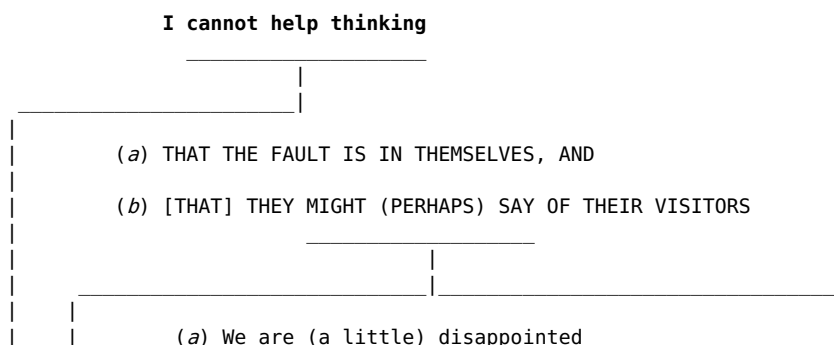 I cannot help thinking
(a) THAT THE FAULT IS IN THEMSELVES, AND
(b) [THAT] THEY MIGHT (PERHAPS) SAY OF THEIR VISITORS
(a) We are (a little) disappointed